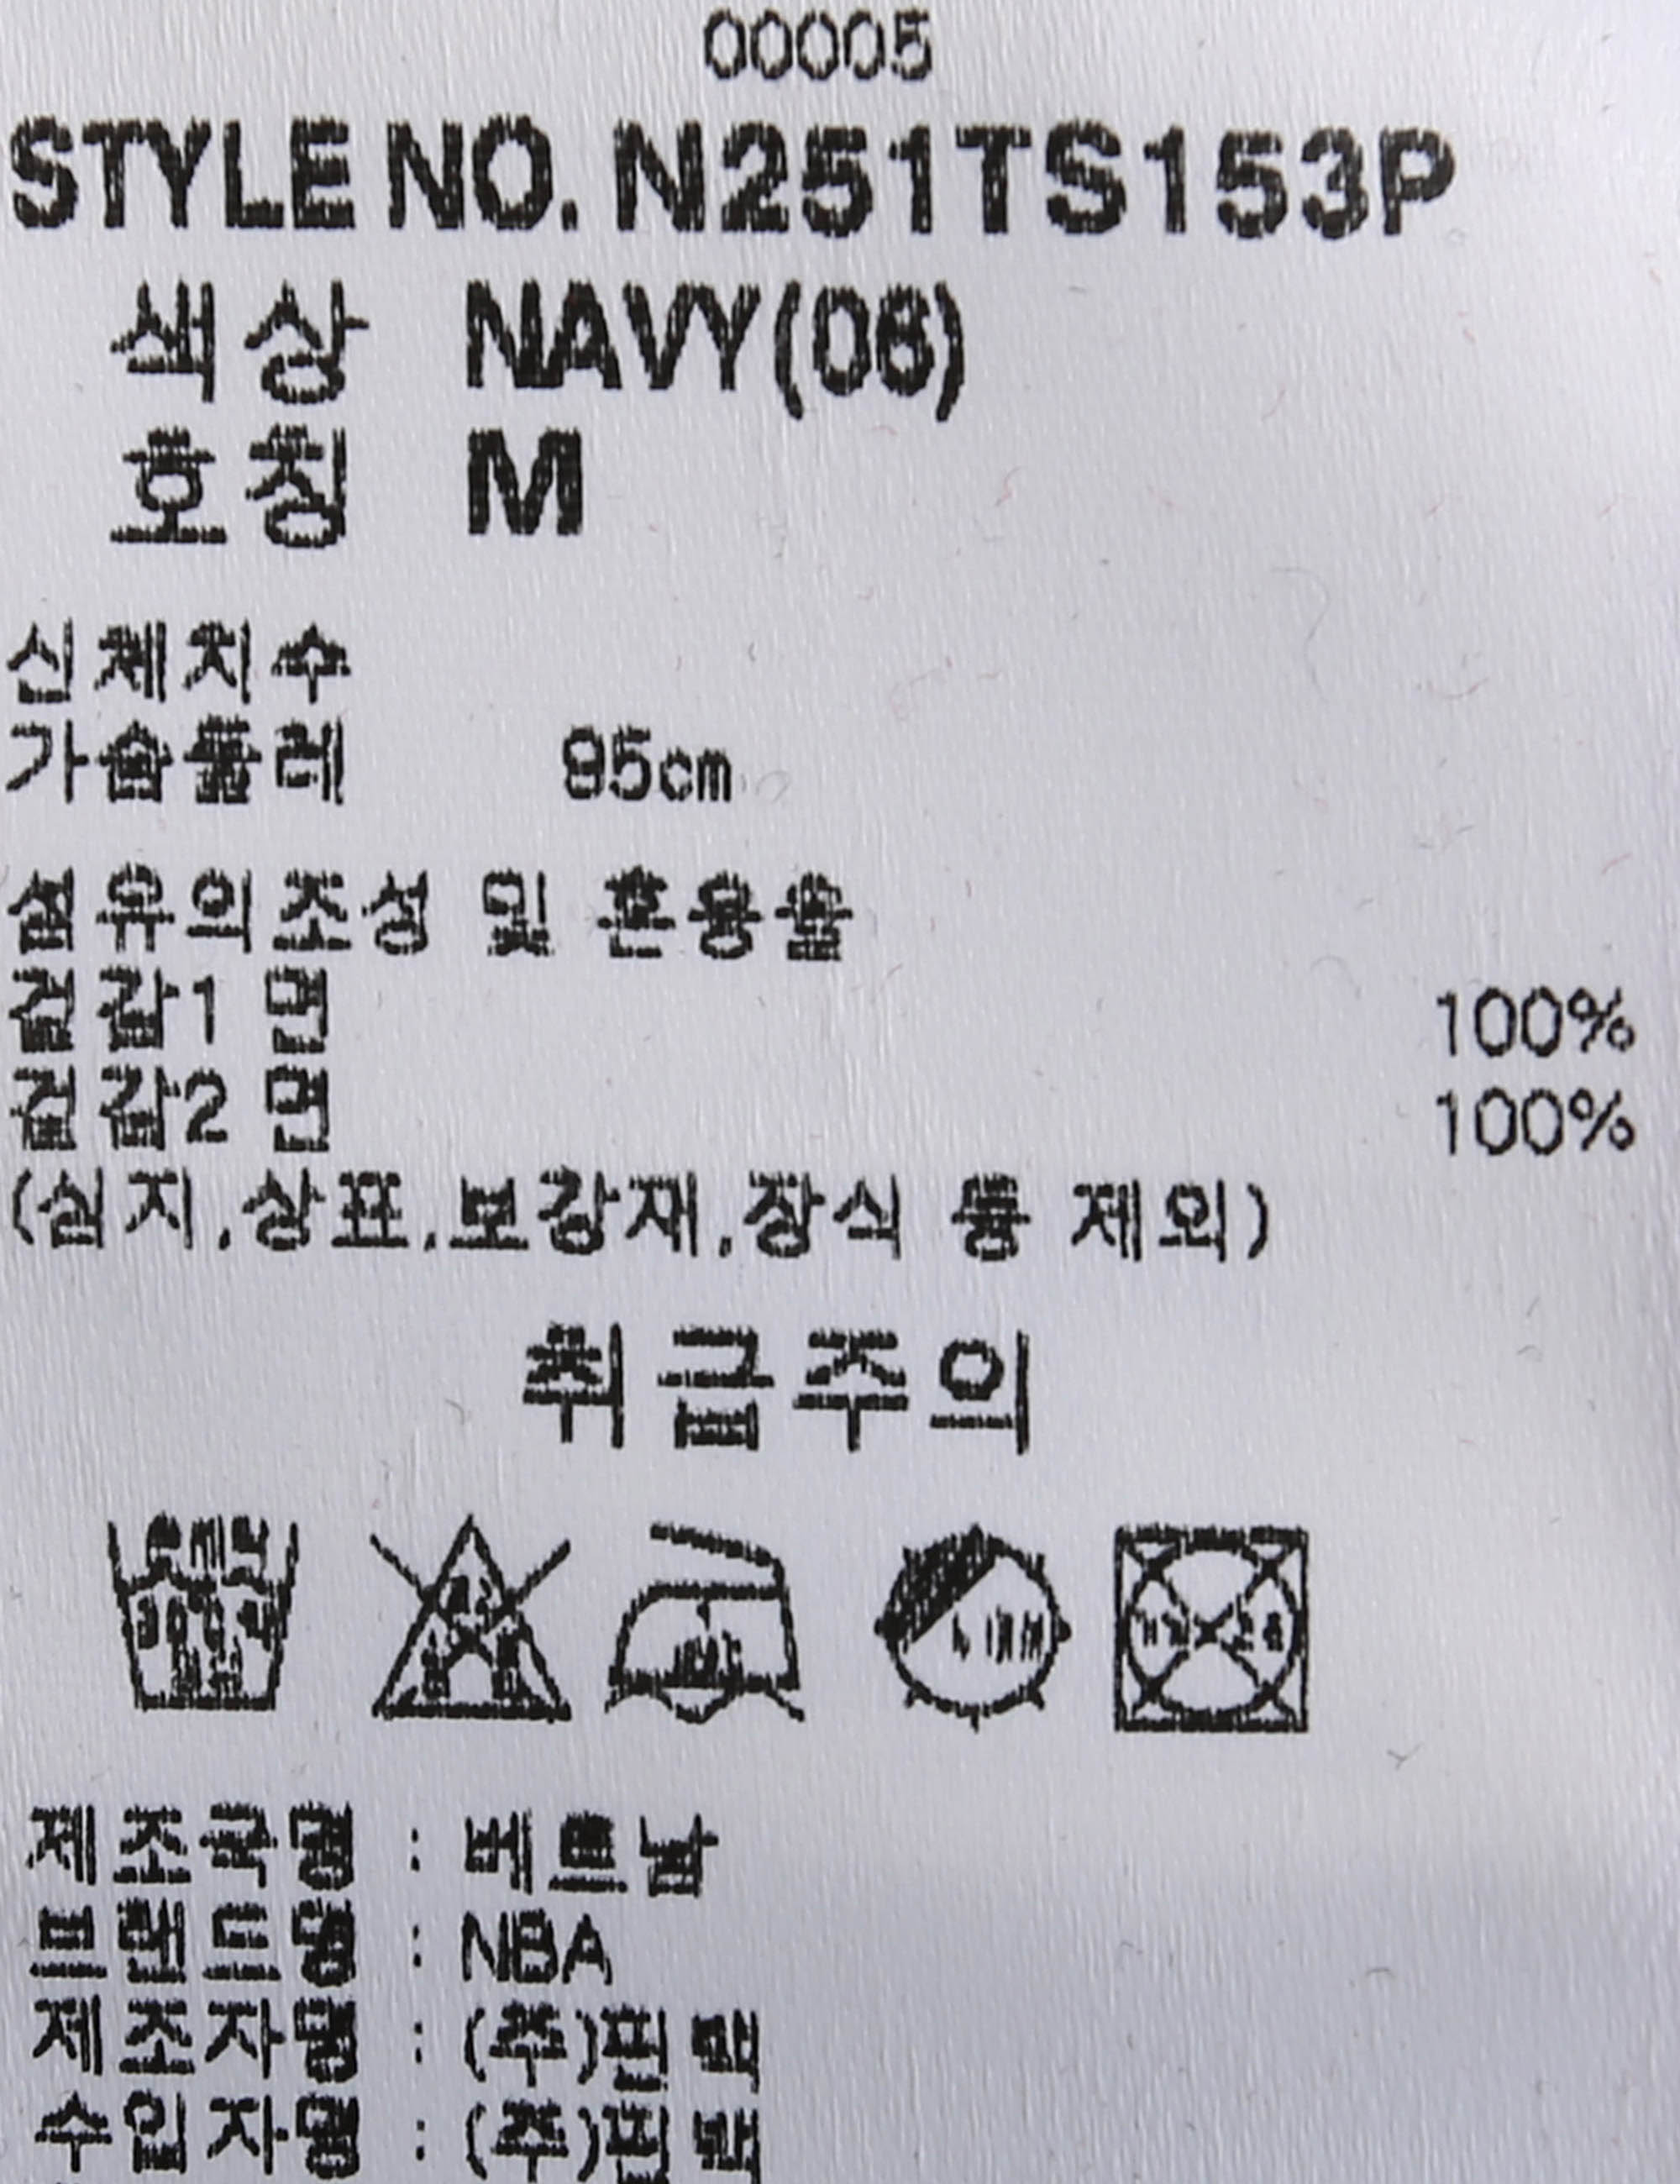 00005
STYLE NO. N251TS153P
색상 NAVY(06)
호칭 M
신체치수
가슴둘레 95cm
섬유의조성 및 혼용율
겉감1 면 100%
겉감2 면 100%
(심지,상표,보강재,장식 등 제외)
취급주의
제조국명 : 베트남
브랜드명 : NBA
제조자명 : (주)
수입자명 : (주)